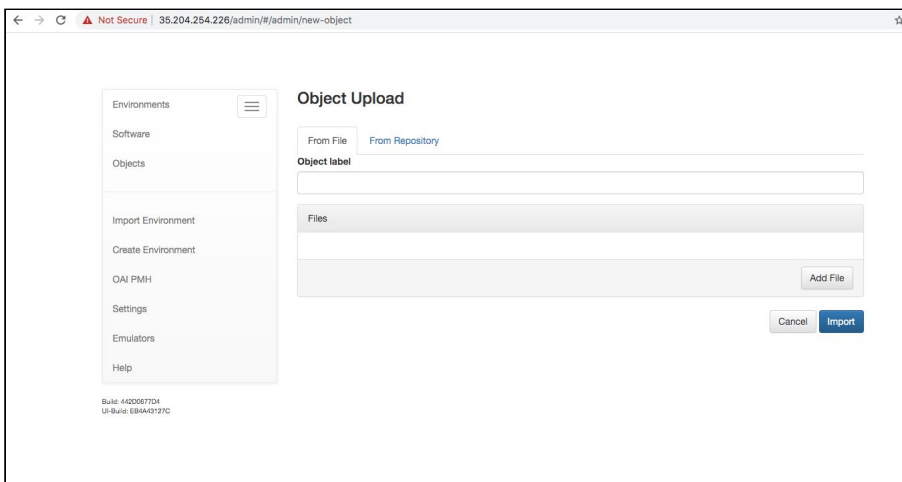 Not Secure 35.204.254.226/admin/#/admin/new-object
Environments
Software
Objects
Import Environment
Create Environment
OAI PMH
Settings
Emulators
Help
Build: 442D0677D4
UI-Build: EB4A43127C
Object Upload
From File From Repository
Object label
Files
Add File
Cancel Import